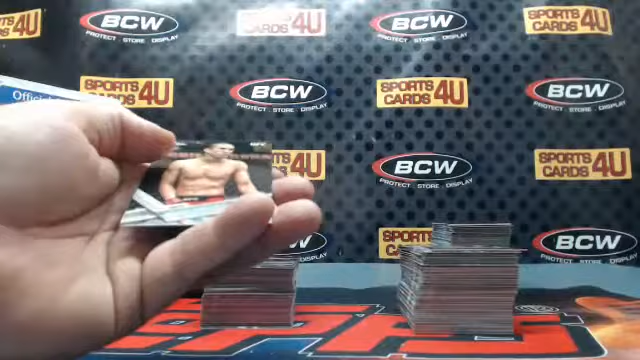 4U
BCW
PROTECT. STORE. DISPLAY.
SPORTS
CARDS 4U
BCW
PROTECT. STORE. DISPLAY.
SPORTS
CARDS 4U
Official
SPORTS
CARDS 4U
BCW
PROTECT. STORE. DISPLAY.
SPORTS
CARDS 4U
BCW
PROTECT. STORE. DISPLAY.
4U
BCW
PROTECT. STORE. DISPLAY.
SPORTS
CARDS 4U
SPORTS
CARDS
BCW
PROTECT. STORE. DISPLAY.